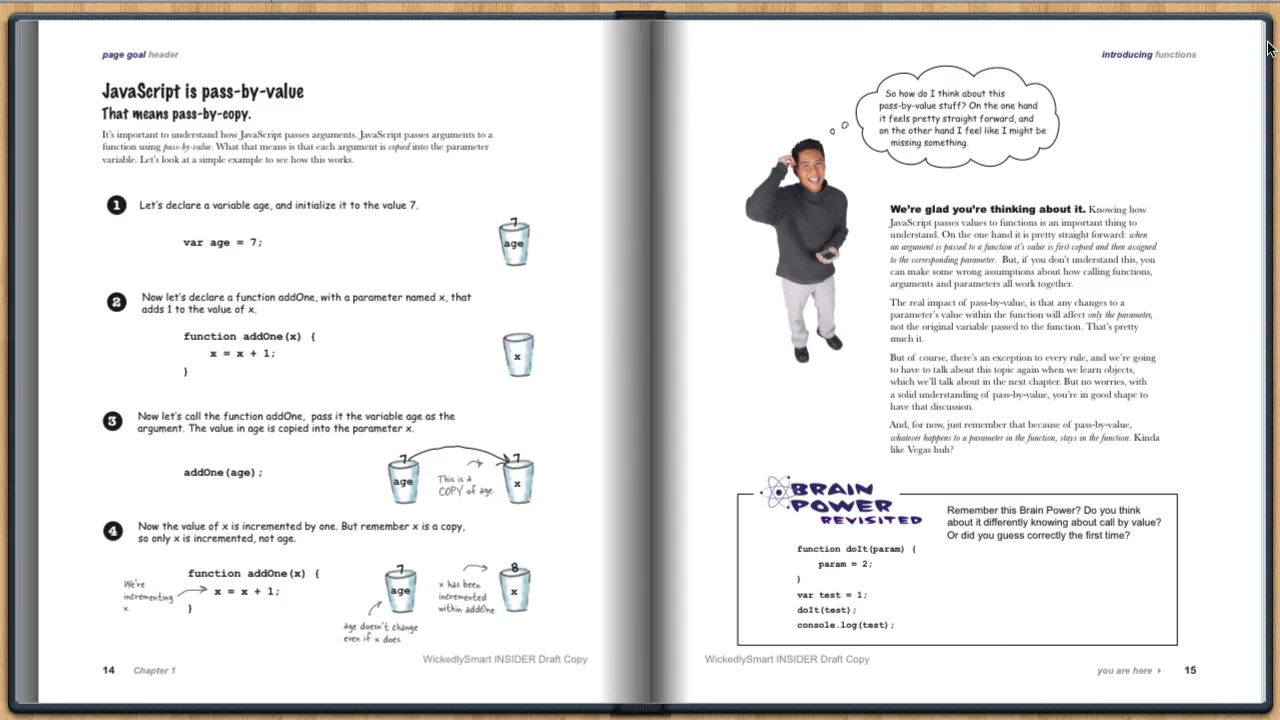 page goal header
JavaScript is pass-by-value
That means pass-by-copy.
It's important to understand how JavaScript passes arguments. JavaScript passes arguments to a
function using pass-by-value. What that means is that each argument is copied into the parameter
variable. Let's look at a simple example to see how this works.
1 Let's declare a variable age, and initialize it to the value 7.
var age = 7;
7
age
2 Now let's declare a function addOne, with a parameter named x, that
adds 1 to the value of x.
function addOne(x) {
x = x + 1;
}
x
3 Now let's call the function addOne, pass it the variable age as the
argument. The value in age is copied into the parameter x.
addOne(age);
7
age
This is a
COPY of age.
7
x
4 Now the value of x is incremented by one. But remember x is a copy,
so only x is incremented, not age.
We're
incrementing
x.
function addOne(x) {
x = x + 1;
}
7
age
age doesn't change
even if x does.
x has been
incremented
within addOne.
8
x
WickedlySmart INSIDER Draft Copy
14 Chapter 1
introducing functions
So how do I think about this
pass-by-value stuff? On the one hand
it feels pretty straight forward, and
on the other hand I feel like I might be
missing something.
We're glad you're thinking about it. Knowing how
JavaScript passes values to functions is an important thing to
understand. On the one hand it is pretty straight forward: when
an argument is passed to a function it's value is first copied and then assigned
to the corresponding parameter. But, if you don't understand this, you
can make some wrong assumptions about how calling functions,
arguments and parameters all work together.
The real impact of pass-by-value, is that any changes to a
parameter's value within the function will affect only the parameter,
not the original variable passed to the function. That's pretty
much it.
But of course, there's an exception to every rule, and we're going
to have to talk about this topic again when we learn objects,
which we'll talk about in the next chapter. But no worries, with
a solid understanding of pass-by-value, you're in good shape to
have that discussion.
And, for now, just remember that because of pass-by-value,
whatever happens to a parameter in the function, stays in the function. Kinda
like Vegas huh?
BRAIN
POWER
REVISITED
Remember this Brain Power? Do you think
about it differently knowing about call by value?
Or did you guess correctly the first time?
function doIt(param) {
param = 2;
}
var test = 1;
doIt(test);
console.log(test);
WickedlySmart INSIDER Draft Copy
you are here ▸ 15